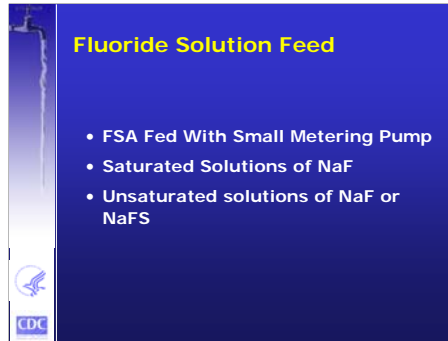 Fluoride Solution Feed
• FSA Fed With Small Metering Pump
• Saturated Solutions of NaF
• Unsaturated solutions of NaF or
NaFS
CDC